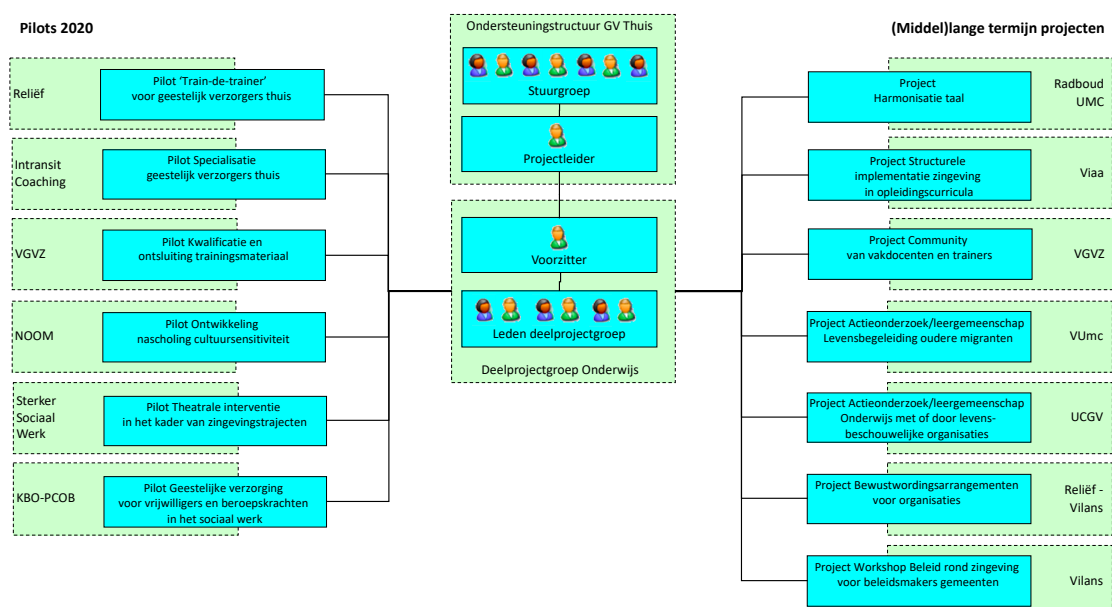 Pilots 2020
Reliëf
Pilot ‘Train-de-trainer’
voor geestelijk verzorgers thuis
Intransit
Coaching
Pilot Specialisatie
geestelijk verzorgers thuis
VGVZ
Pilot Kwalificatie en
ontsluiting trainingsmateriaal
NOOM
Pilot Ontwikkeling
nascholing cultuursensitiviteit
Sterker
Sociaal
Werk
Pilot Theatrale interventie
in het kader van zingevingstrajecten
KBO-PCOB
Pilot Geestelijke verzorging
voor vrijwilligers en beroepskrachten
in het sociaal werk
Ondersteuningstructuur GV Thuis
Stuurgroep
Projectleider
Voorzitter
Leden deelprojectgroep
Deelprojectgroep Onderwijs
(Middel)lange termijn projecten
Project
Harmonisatie taal
Radboud
UMC
Project Structurele
implementatie zingeving
in opleidingscurricula
Viaa
Project Community
van vakdocenten en trainers
VGVZ
Project Actieonderzoek/leergemeenschap
Levensbegeleiding oudere migranten
VUmc
Project Actieonderzoek/leergemeenschap
Onderwijs met of door levens-
beschouwelijke organisaties
UCGV
Project Bewustwordingsarrangementen
voor organisaties
Reliëf -
Vilans
Project Workshop Beleid rond zingeving
voor beleidsmakers gemeenten
Vilans